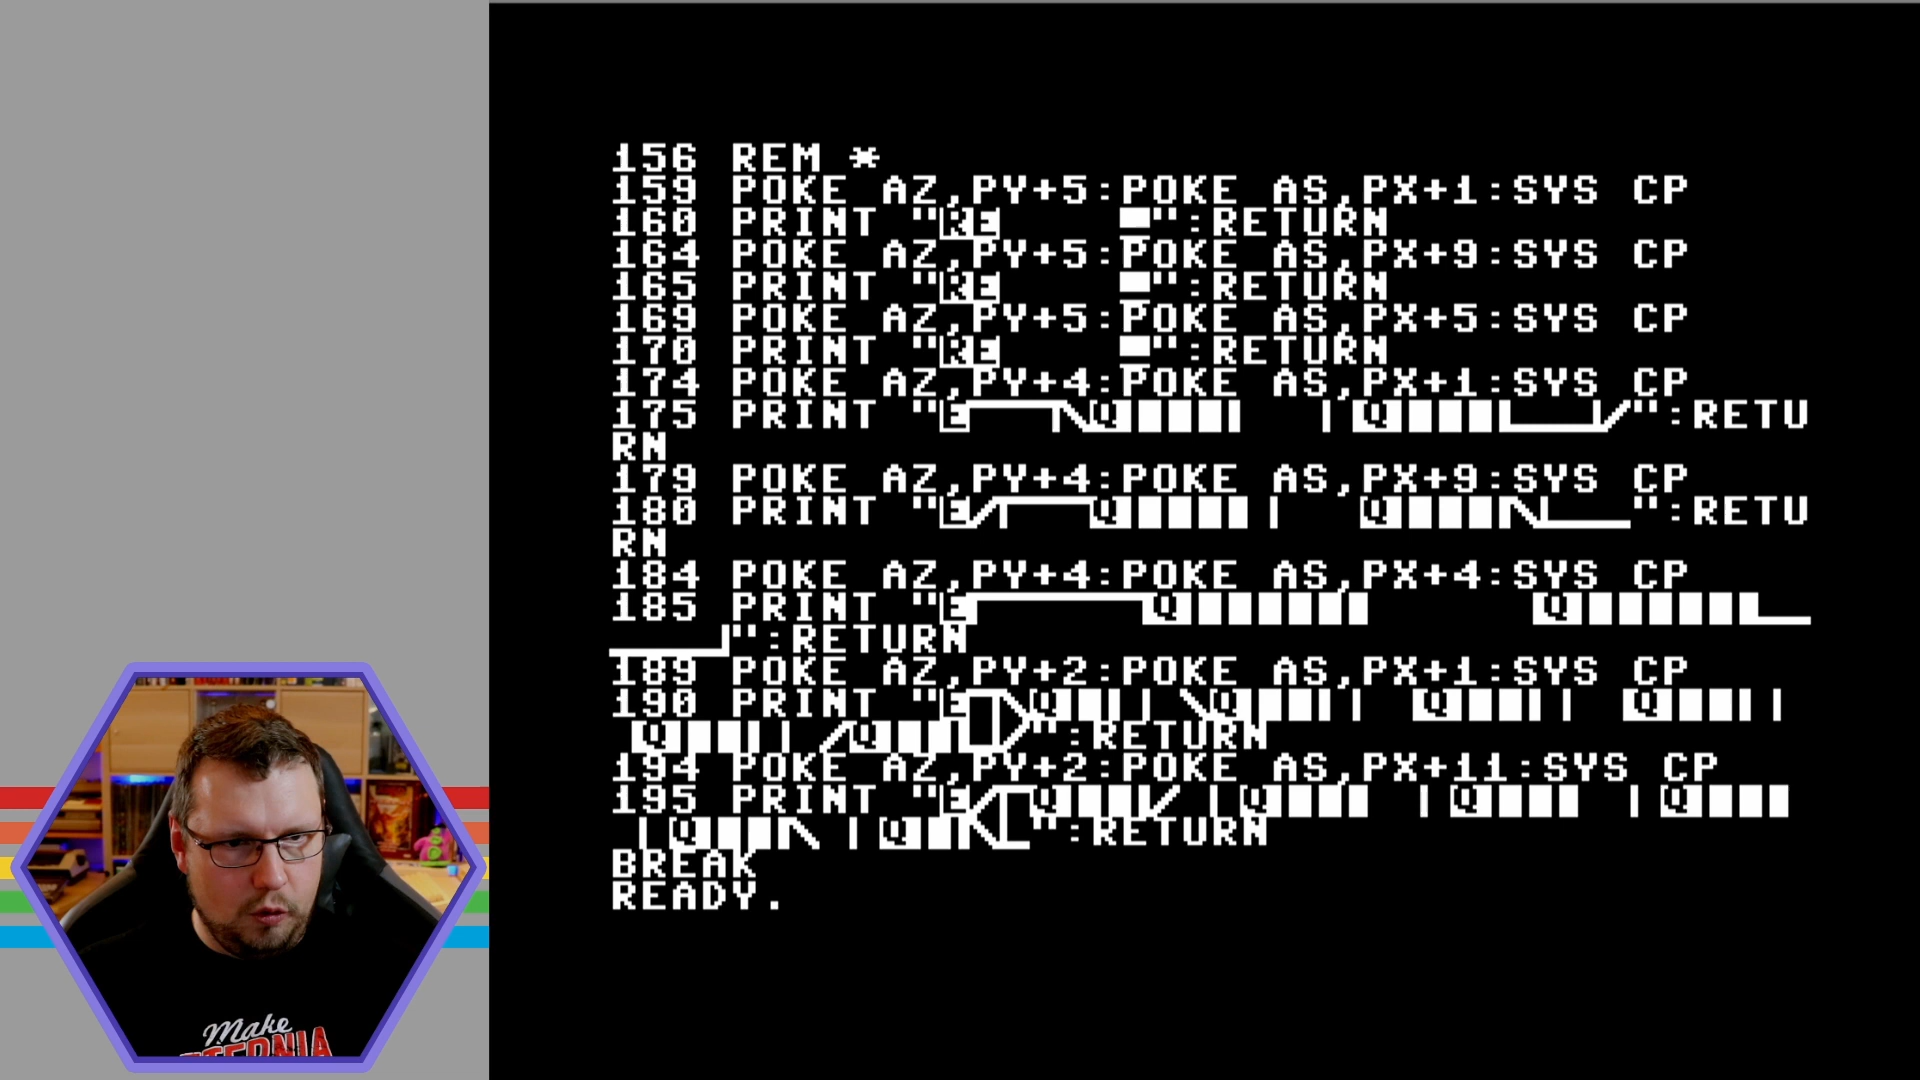 156 REM *
159 POKE AZ,PY+5:POKE AS,PX+1:SYS CP
160 PRINT "RE    ▀":RETURN
164 POKE AZ,PY+5:POKE AS,PX+9:SYS CP
165 PRINT "RE    ▀":RETURN
169 POKE AZ,PY+5:POKE AS,PX+5:SYS CP
170 PRINT "RE    ▀":RETURN
174 POKE AZ,PY+4:POKE AS,PX+1:SYS CP
175 PRINT "E Q Q ":RETU
RN
179 POKE AZ,PY+4:POKE AS,PX+9:SYS CP
180 PRINT "E Q Q ":RETU
RN
184 POKE AZ,PY+4:POKE AS,PX+4:SYS CP
185 PRINT "E Q Q
":RETURN
189 POKE AZ,PY+2:POKE AS,PX+1:SYS CP
190 PRINT "E Q Q Q Q
Q Q ":RETURN
194 POKE AZ,PY+2:POKE AS,PX+11:SYS CP
195 PRINT "E Q Q Q Q
Q Q ":RETURN
BREAK
READY.
Make